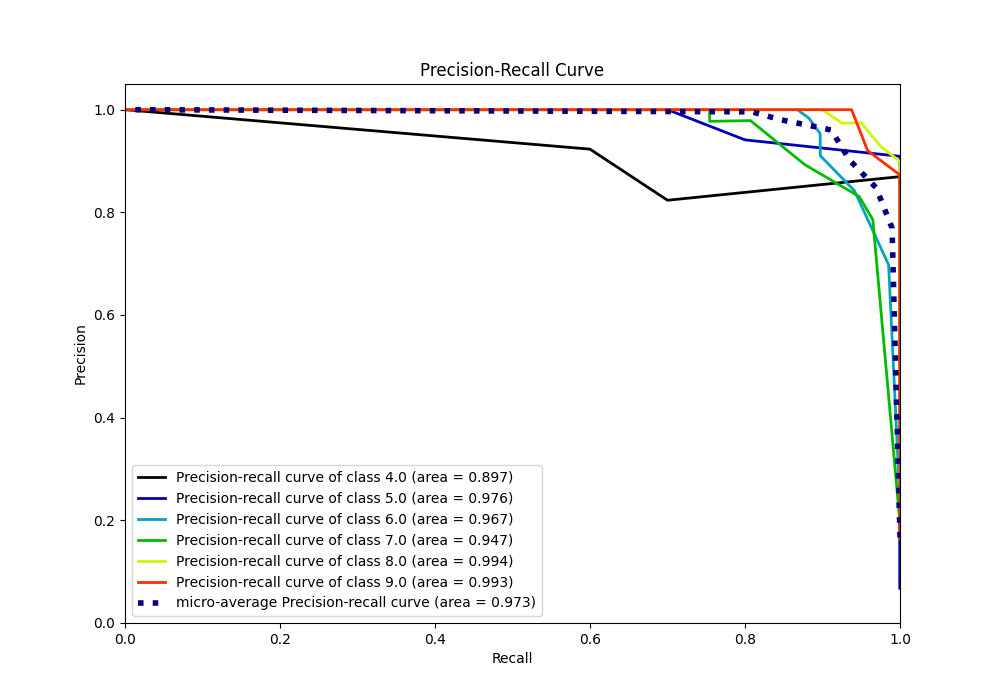 Precision-Recall Curve
1.0
0.8
0.6
0.4
0.2
0.0
Precision
Precision-recall curve of class 4.0 (area = 0.897)
Precision-recall curve of class 5.0 (area = 0.976)
Precision-recall curve of class 6.0 (area = 0.967)
Precision-recall curve of class 7.0 (area = 0.947)
Precision-recall curve of class 8.0 (area = 0.994)
Precision-recall curve of class 9.0 (area = 0.993)
micro-average Precision-recall curve (area = 0.973)
0.0 0.2 0.4 0.6 0.8 1.0
Recall